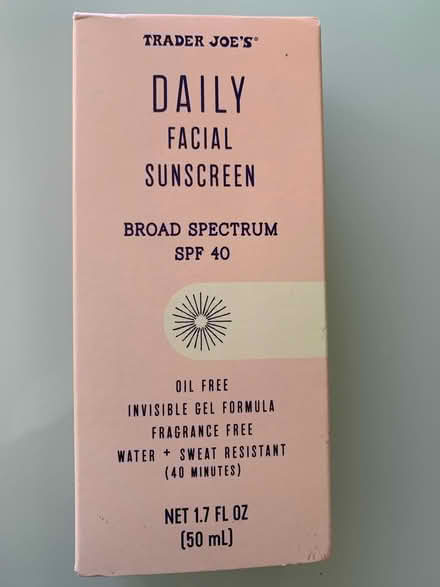 TRADER JOE'S®
DAILY
FACIAL
SUNSCREEN
BROAD SPECTRUM
SPF 40
OIL FREE
INVISIBLE GEL FORMULA
FRAGRANCE FREE
WATER + SWEAT RESISTANT
(40 MINUTES)
NET 1.7 FL OZ
(50 mL)